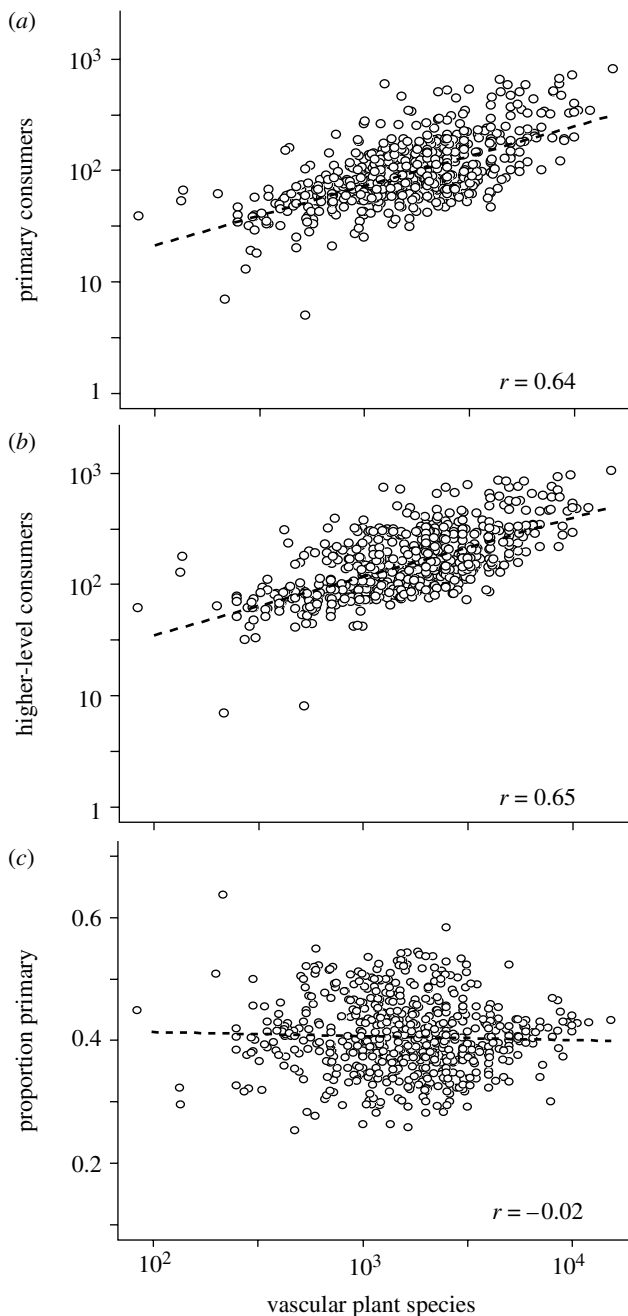 (a)
10³
10²
10
1
primary consumers
r = 0.64
(b)
10³
10²
10
1
higher-level consumers
r = 0.65
(c)
0.6
0.4
0.2
proportion primary
r = –0.02
10² 10³ 10⁴
vascular plant species